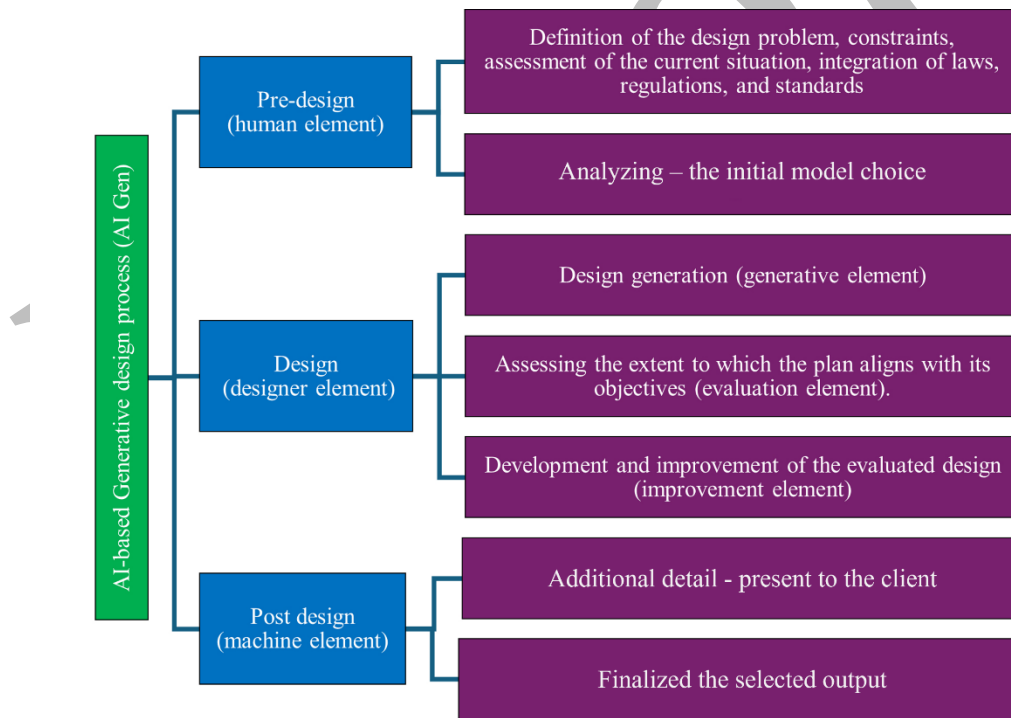 AI-based Generative design process (AI Gen)
Pre-design
(human element)
Definition of the design problem, constraints,
assessment of the current situation, integration of laws,
regulations, and standards
Analyzing – the initial model choice
Design
(designer element)
Design generation (generative element)
Assessing the extent to which the plan aligns with its
objectives (evaluation element).
Development and improvement of the evaluated design
(improvement element)
Post design
(machine element)
Additional detail - present to the client
Finalized the selected output